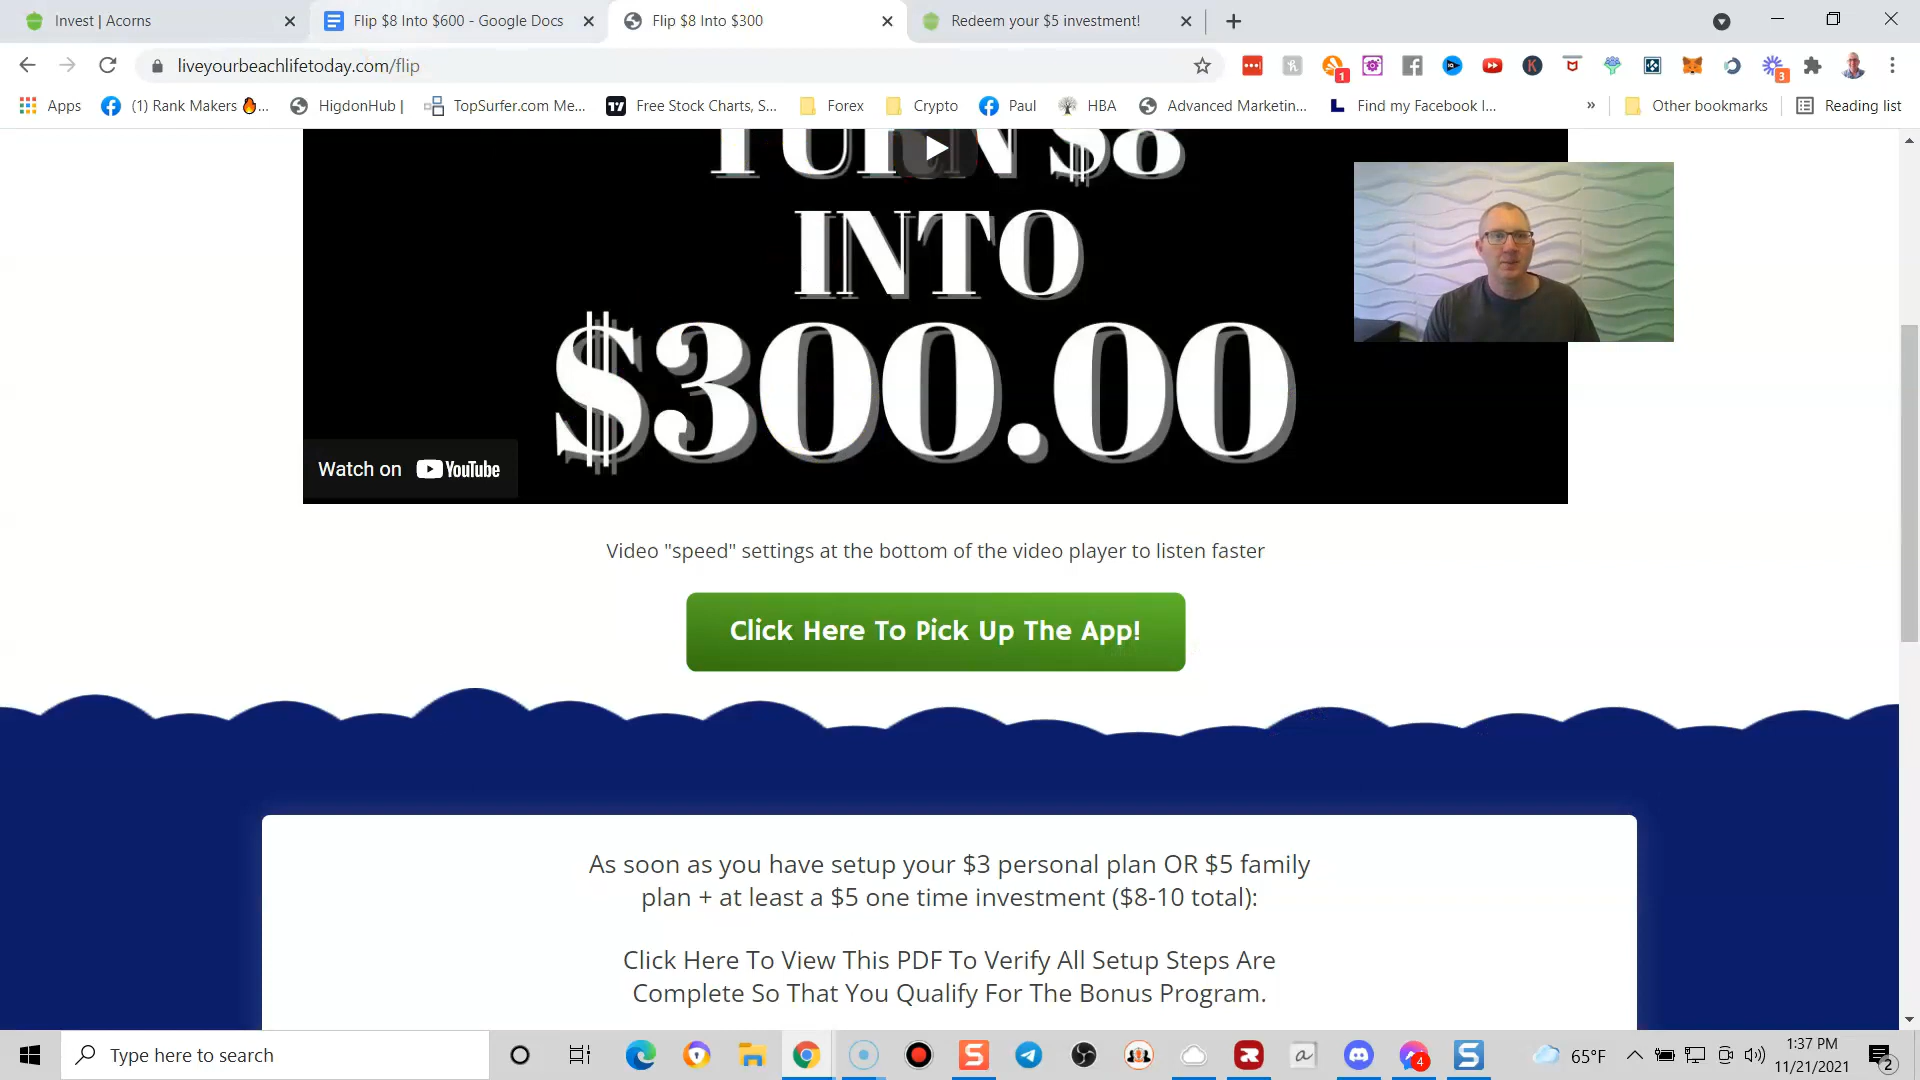 Invest | Acorns
Flip $8 Into $600 - Google Docs
Flip $8 Into $300
Redeem your $5 investment!
liveyourbeachlifetoday.com/flip
1
3
Apps
(1) Rank Makers 🔥...
HigdonHub |
TopSurfer.com Me...
Free Stock Charts, S...
Forex
Crypto
Paul
HBA
Advanced Marketin...
Find my Facebook I...
»
Other bookmarks
Reading list
TURN $8
INTO
$300.00
Watch on YouTube
Video "speed" settings at the bottom of the video player to listen faster
Click Here To Pick Up The App!
As soon as you have setup your $3 personal plan OR $5 family
plan + at least a $5 one time investment ($8-10 total):
Click Here To View This PDF To Verify All Setup Steps Are
Complete So That You Qualify For The Bonus Program.
Type here to search
4
65°F
1:37 PM
11/21/2021
2